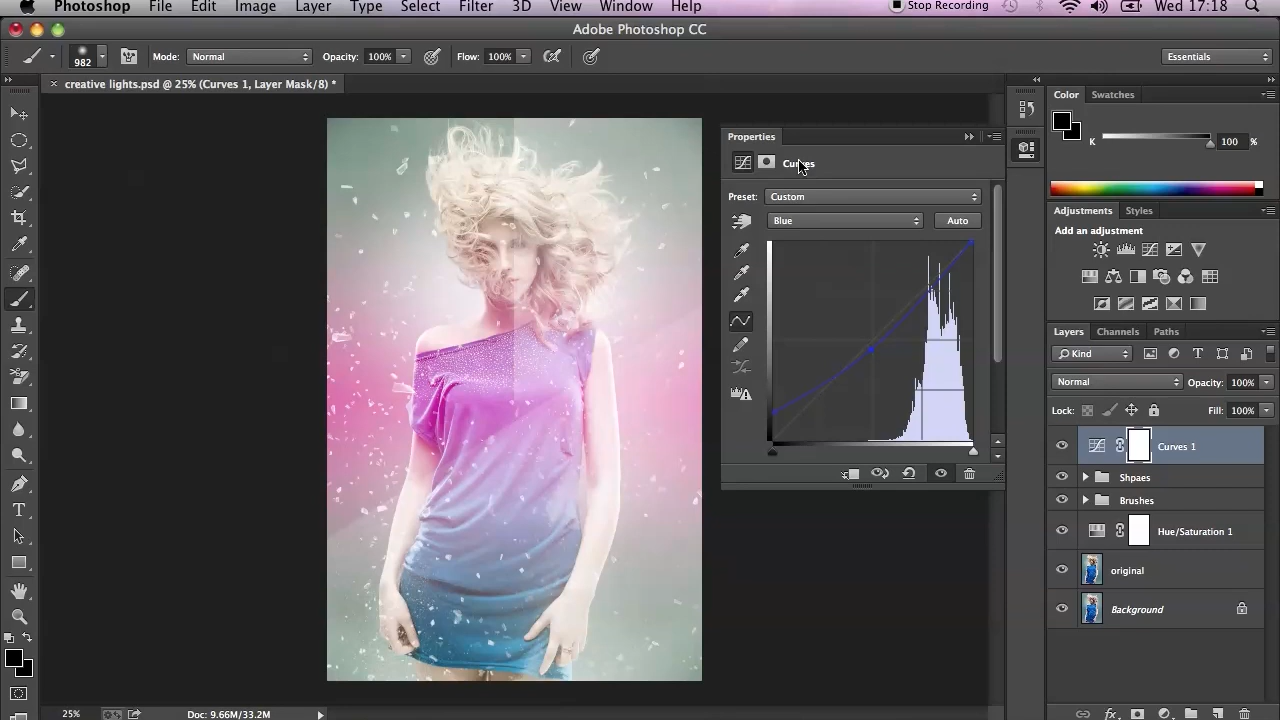 Photoshop File Edit Image Layer Type Select Filter 3D View Window Help Stop Recording Wed 17:18
Adobe Photoshop CC
982 Mode: Normal Opacity: 100% Flow: 100% Essentials
creative lights.psd @ 25% (Curves 1, Layer Mask/8) *
Color Swatches
K 100 %
Properties
Curves
Preset: Custom
Blue Auto
Adjustments Styles
Add an adjustment
Layers Channels Paths
Kind
Normal Opacity: 100%
Lock: Fill: 100%
Curves 1
Shpaes
Brushes
Hue/Saturation 1
original
Background
T
fx
25% Doc: 9.66M/33.2M